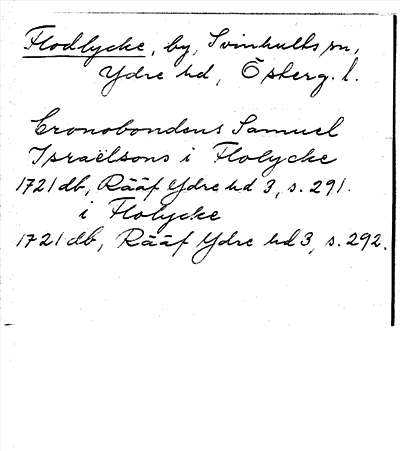 Flodlycke, by, Svinhults sn,
Ydre hd, Österg. l.
Cronobondens Samuel
Israëlsons i Flolycke
1721 db, Rääf Ydre hd 3, s. 291.
i Flolycke
1721 db, Rääf Ydre hd 3, s. 292.